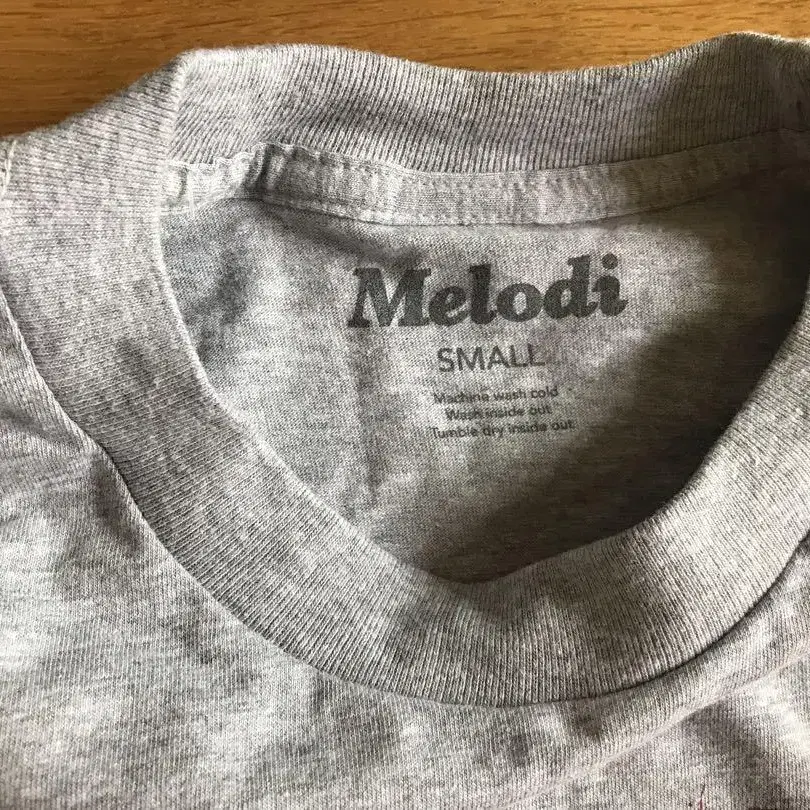 Melodi
SMALL
Machine wash cold
Wash inside out
Tumble dry inside out